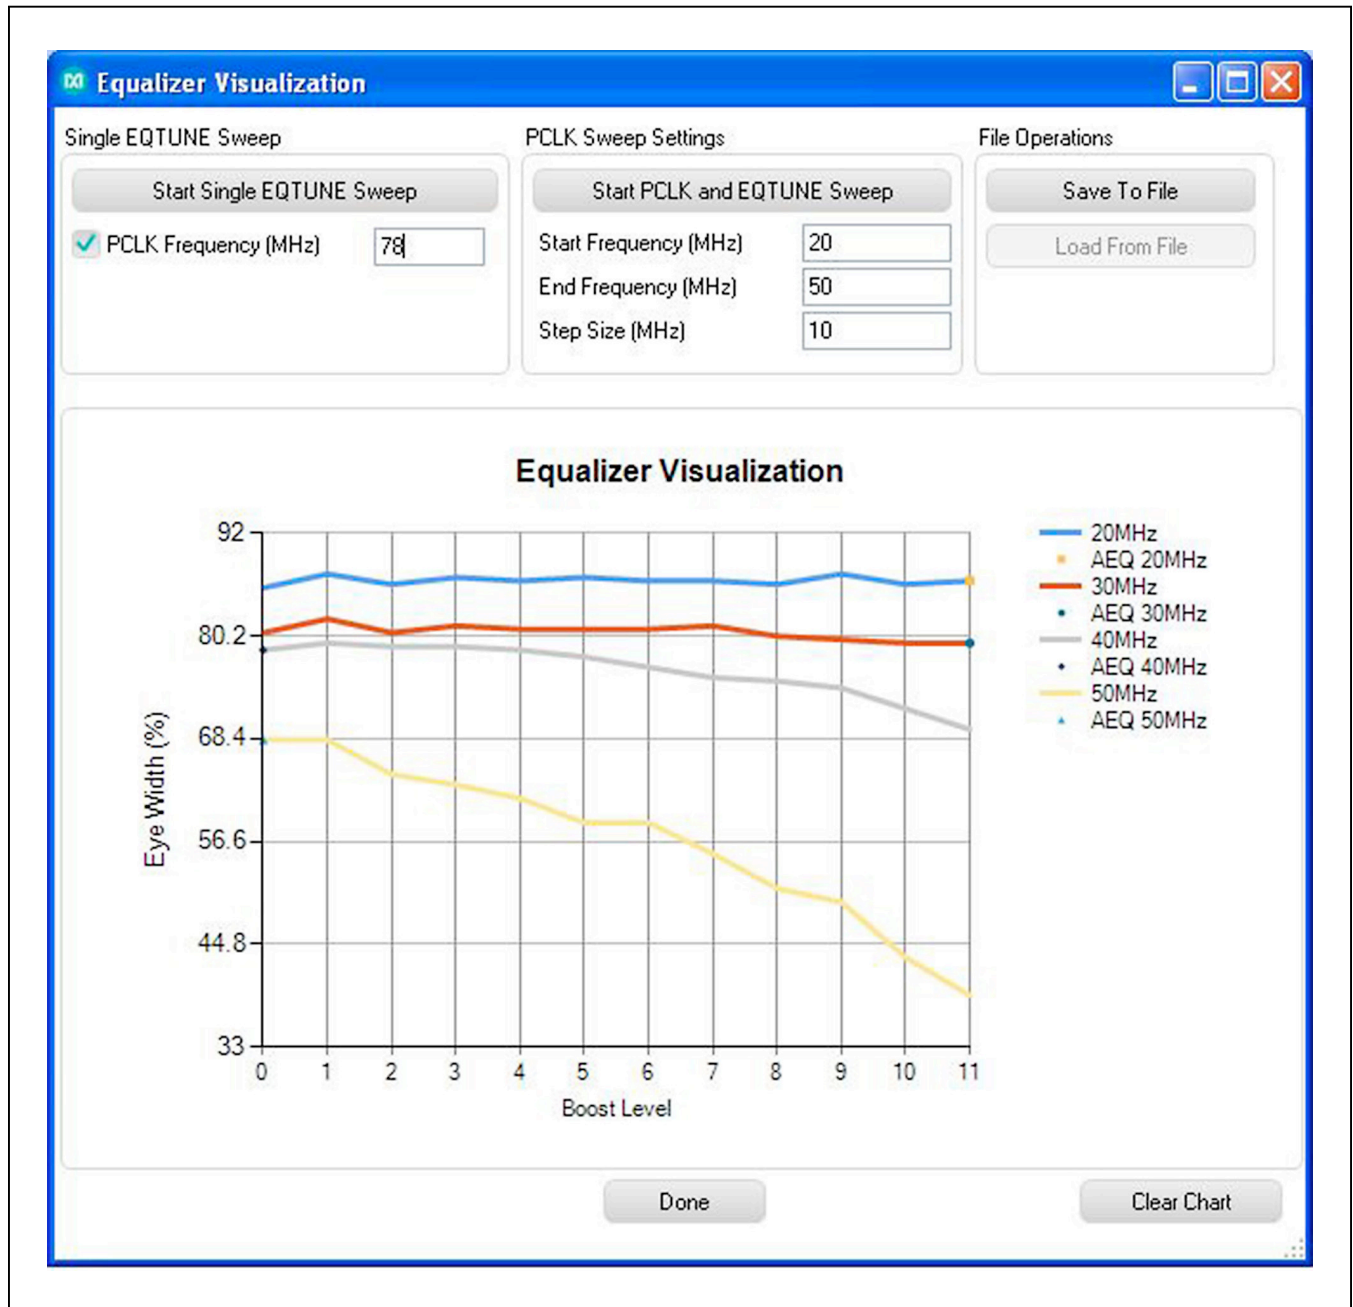 Equalizer Visualization
Single EQTUNE Sweep
Start Single EQTUNE Sweep
PCLK Frequency (MHz) 78
PCLK Sweep Settings
Start PCLK and EQTUNE Sweep
Start Frequency (MHz) 20
End Frequency (MHz) 50
Step Size (MHz) 10
File Operations
Save To File
Load From File
Equalizer Visualization
92
80.2
68.4
56.6
44.8
33
Eye Width (%)
0 1 2 3 4 5 6 7 8 9 10 11
Boost Level
20MHz
AEQ 20MHz
30MHz
AEQ 30MHz
40MHz
AEQ 40MHz
50MHz
AEQ 50MHz
Done
Clear Chart